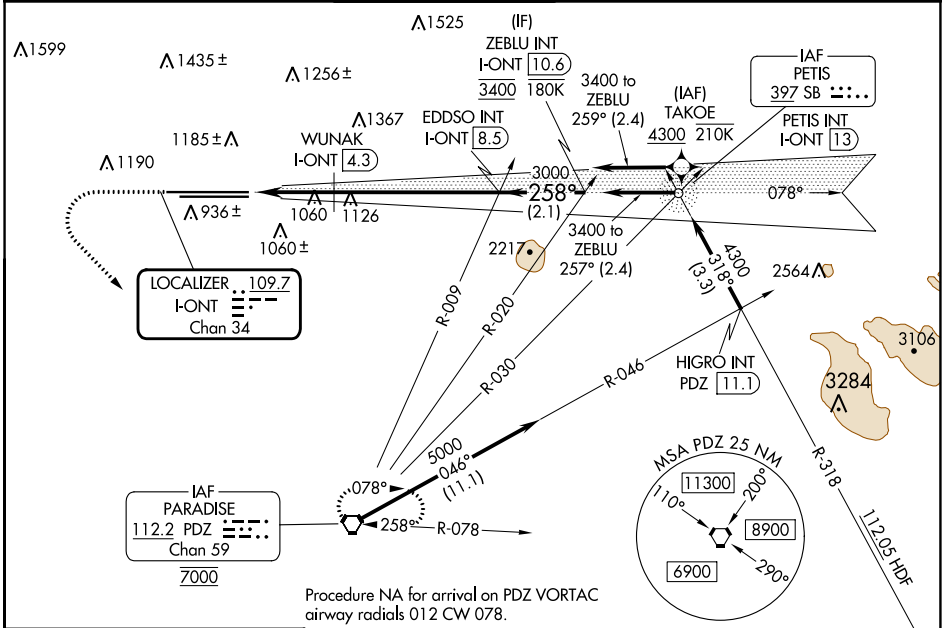 1599
1435 ±
1525
1256 ±
1367
1185 ±
1190
936 ±
1060
1126
1060 ±
(IF)
ZEBLU INT
I-ONT 10.6
3400 180K
EDDSO INT
I-ONT 8.5
WUNAK
I-ONT 4.3
3400 to
ZEBLU
259° (2.4)
(IAF)
TAKOE
4300 210K
IAF
PETIS
397 SB
PETIS INT
I-ONT 13
3000
258°
(2.1)
078°
3400 to
ZEBLU
257° (2.4)
2217
4300
318°
(3.3)
2564
3106
3284
LOCALIZER 109.7
I-ONT
Chan 34
R-009
R-020
R-030
R-046
HIGRO INT
PDZ 11.1
R-318
112.05 HDF
5000
046°
(11.1)
078°
258°
R-078
IAF
PARADISE
112.2 PDZ
Chan 59
7000
MSA PDZ 25 NM
11300
110°
200°
8900
6900
290°
Procedure NA for arrival on PDZ VORTAC
airway radials 012 CW 078.